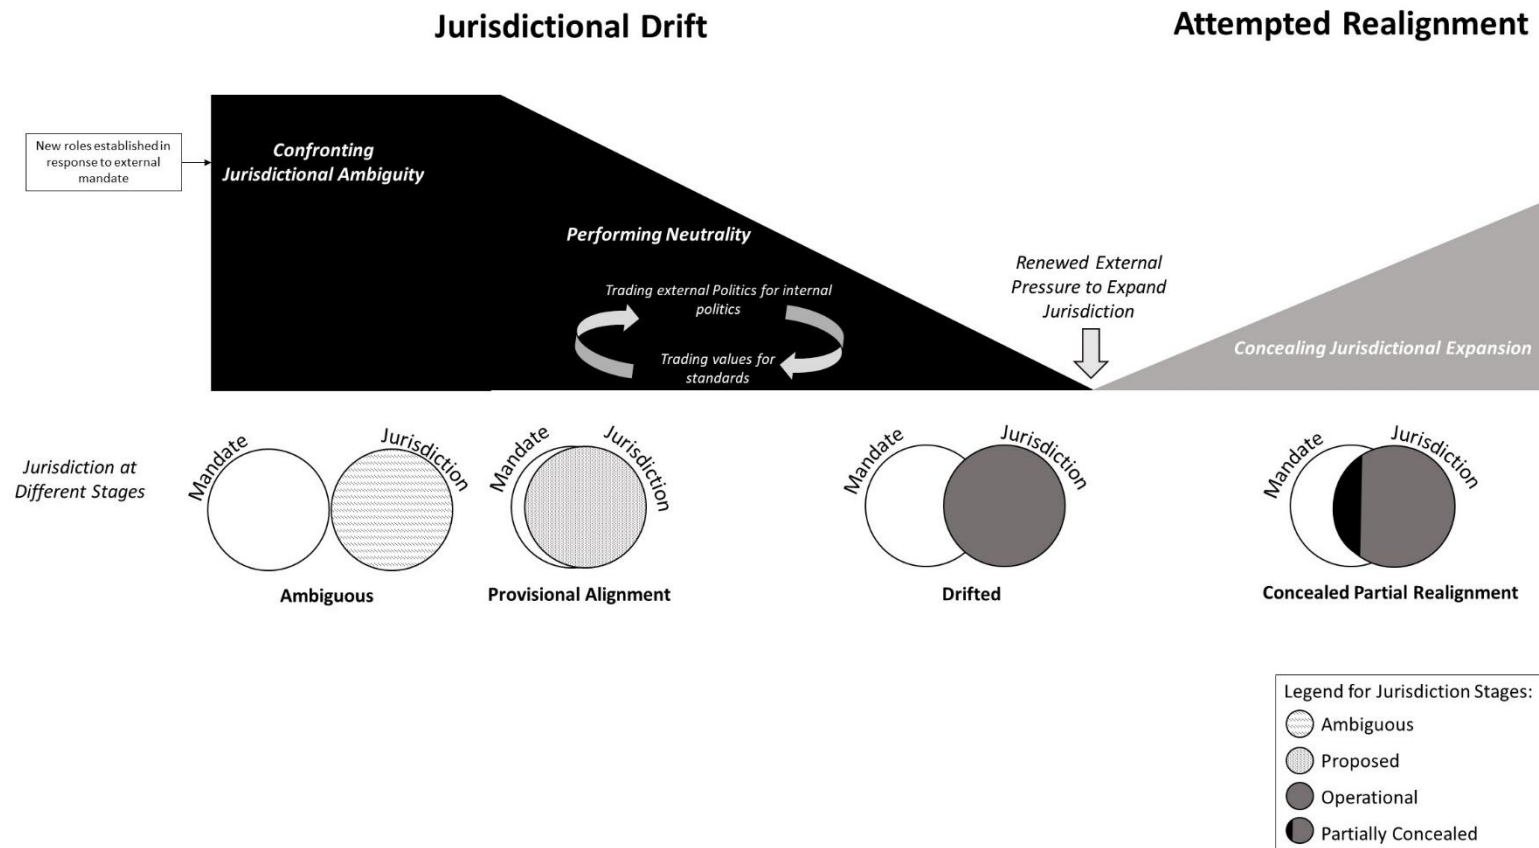 Jurisdictional Drift
Attempted Realignment
New roles established in
response to external
mandate
Confronting
Jurisdictional Ambiguity
Performing Neutrality
Trading external Politics for internal
politics
Trading values for
standards
Renewed External
Pressure to Expand
Jurisdiction
Concealing Jurisdictional Expansion
Jurisdiction at
Different Stages
Mandate
Jurisdiction
Ambiguous
Mandate
Jurisdiction
Provisional Alignment
Mandate
Jurisdiction
Drifted
Mandate
Jurisdiction
Concealed Partial Realignment
Legend for Jurisdiction Stages:
Ambiguous
Proposed
Operational
Partially Concealed